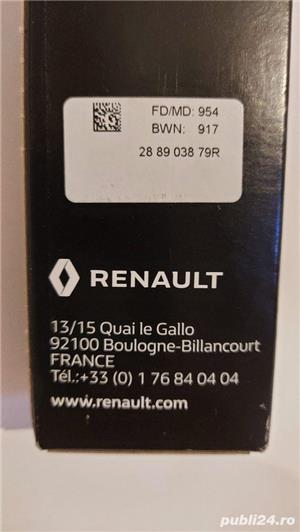 FD/MD: 954
BWN: 917
28 89 038 79R
RENAULT
13/15 Quai le Gallo
92100 Boulogne-Billancourt
FRANCE
Tél.:+33 (0) 1 76 84 04 04
www.renault.com
publi24.ro